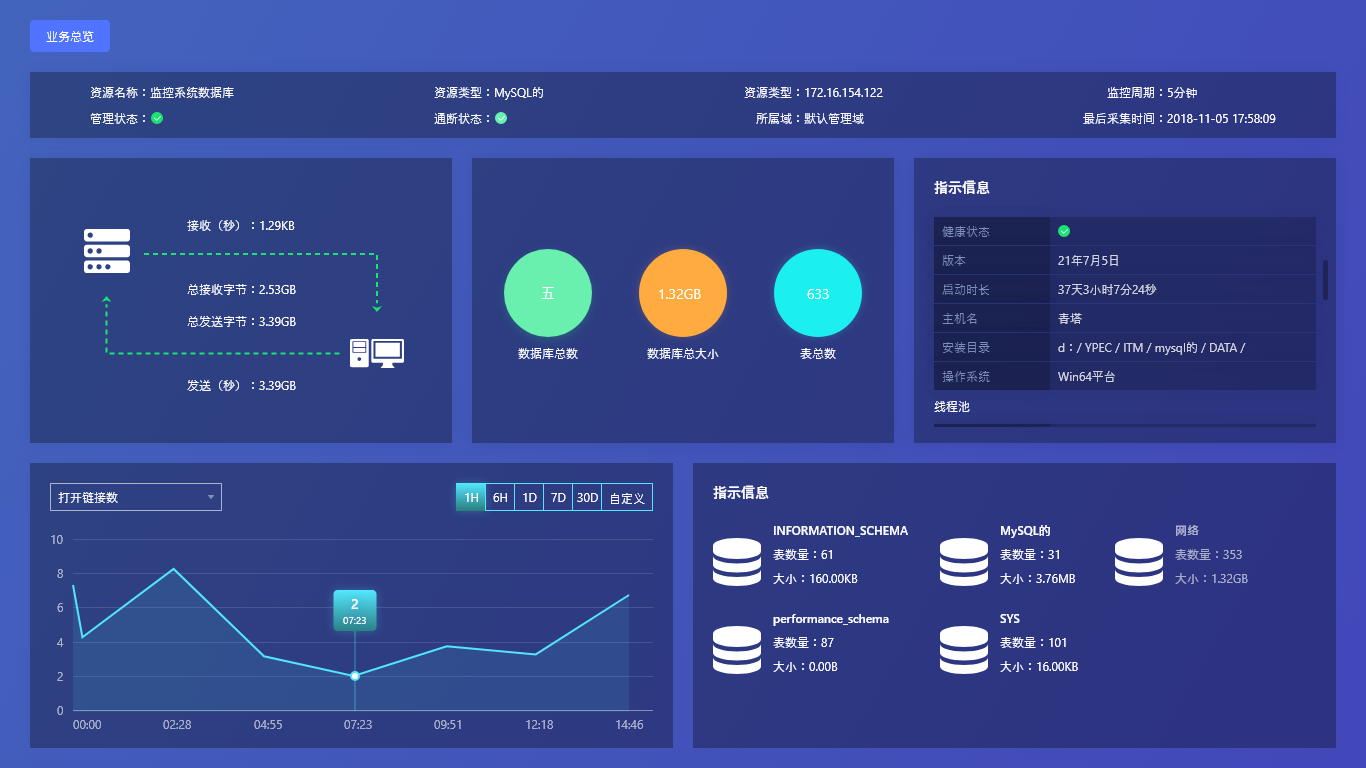 业务总览
资源名称：监控系统数据库
资源类型：MySQL的
资源类型：172.16.154.122
监控周期：5分钟
管理状态：
通断状态：
所属域：默认管理域
最后采集时间：2018-11-05 17:58:09
接收（秒）：1.29KB
总接收字节：2.53GB
总发送字节：3.39GB
发送（秒）：3.39GB
五
1.32GB
633
数据库总数
数据库总大小
表总数
指示信息
健康状态
版本 21年7月5日
启动时长 37天3小时7分24秒
主机名 青塔
安装目录 d：/ YPEC / ITM / mysql的 / DATA /
操作系统 Win64平台
线程池
打开链接数
1H 6H 1D 7D 30D 自定义
10
8
6
4
2
0
2
07:23
00:00 02:28 04:55 07:23 09:51 12:18 14:46
指示信息
INFORMATION_SCHEMA
表数量：61
大小：160.00KB
MySQL的
表数量：31
大小：3.76MB
网络
表数量：353
大小：1.32GB
performance_schema
表数量：87
大小：0.00B
SYS
表数量：101
大小：16.00KB